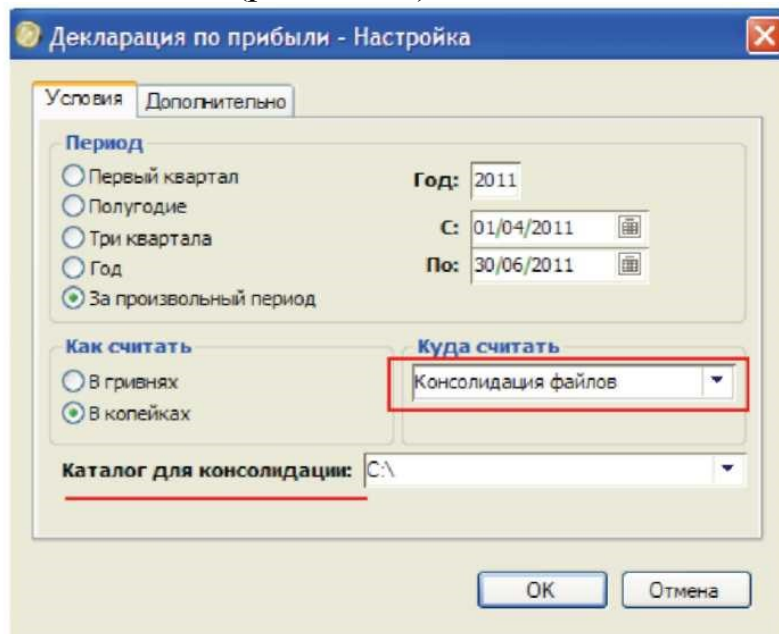 Декларация по прибыли - Настройка
Условия Дополнительно
Период
Первый квартал
Полугодие
Три квартала
Год
За произвольный период
Год: 2011
С: 01/04/2011
По: 30/06/2011
Как считать
В гривнях
В копейках
Куда считать
Консолидация файлов
Каталог для консолидации: C:\
OK Отмена